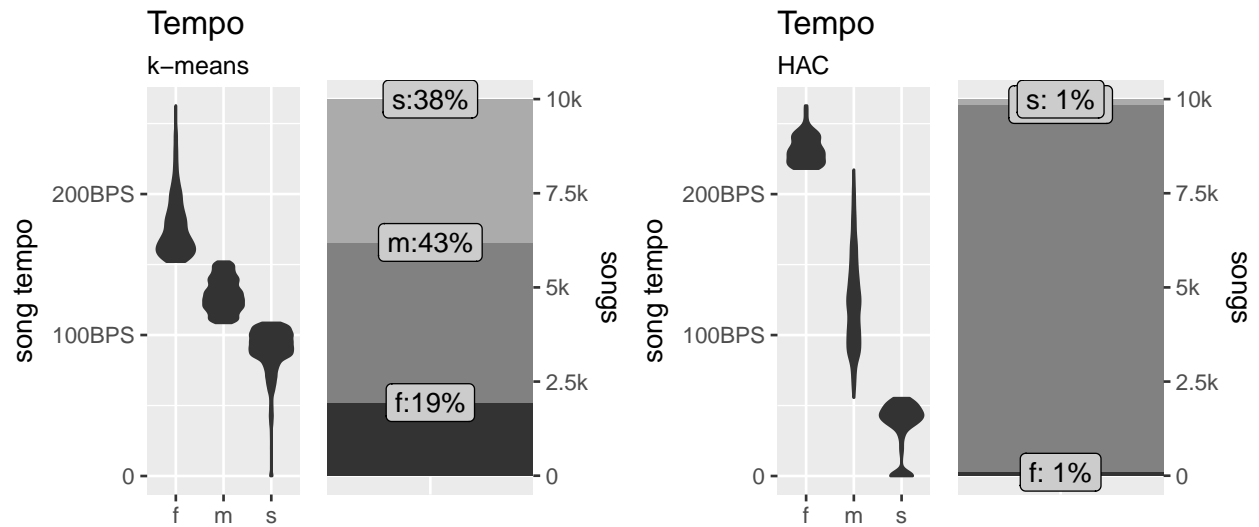 Tempo
k−means
song tempo
200BPS
100BPS
0
f m s
s:38%
m:43%
f:19%
10k
7.5k
5k
2.5k
0
songs
Tempo
HAC
song tempo
200BPS
100BPS
0
f m s
s: 1%
f: 1%
10k
7.5k
5k
2.5k
0
songs